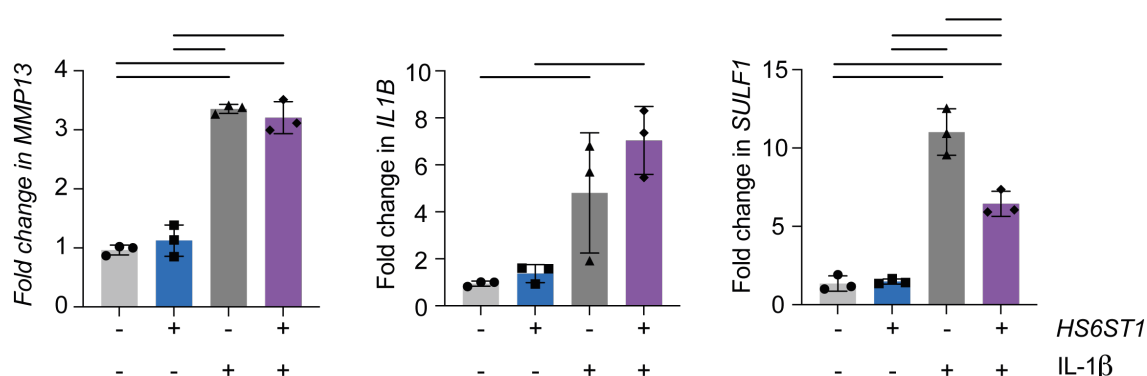 Fold change in MMP13
4
3
2
1
0
- + - +
- - + +
Fold change in IL1B
10
8
6
4
2
0
- + - +
- - + +
Fold change in SULF1
15
10
5
0
- + - + HS6ST1
- - + + IL-1β